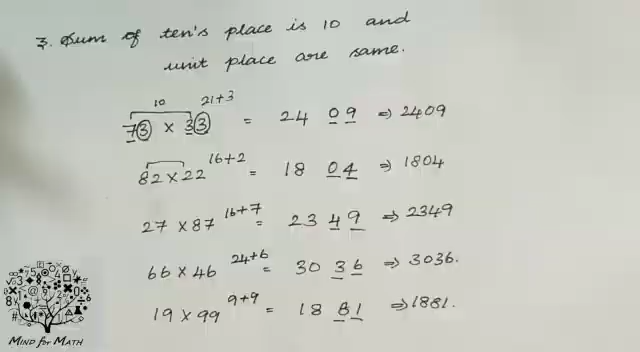 3. Sum of ten's place is 10 and
unit place are same.
10 21+3
73 × 33 = 24 09 ⇒ 2409
82×22 16+2 = 18 04 ⇒ 1804
27 × 87 16+7 = 23 49 ⇒ 2349
66 × 46 24+6 = 30 36 ⇒ 3036.
19 × 99 9+9 = 18 81 ⇒ 1881.
MIND for MATH